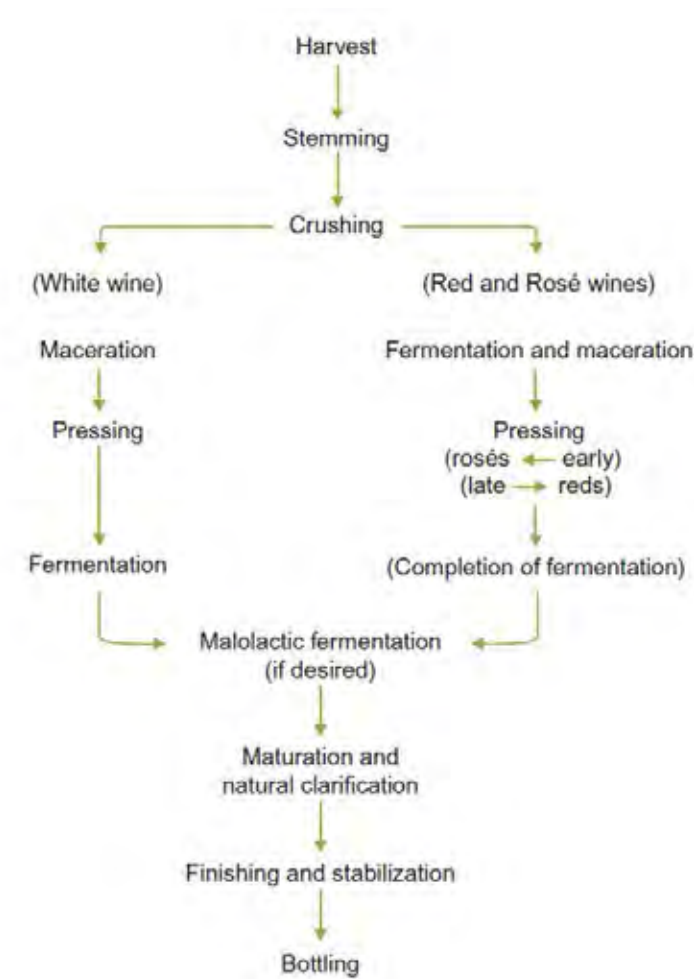 Harvest
Stemming
Crushing
(White wine)
(Red and Rosé wines)
Maceration
Fermentation and maceration
Pressing
Pressing
(rosés early)
(late reds)
Fermentation
(Completion of fermentation)
Malolactic fermentation
(if desired)
Maturation and
natural clarification
Finishing and stabilization
Bottling